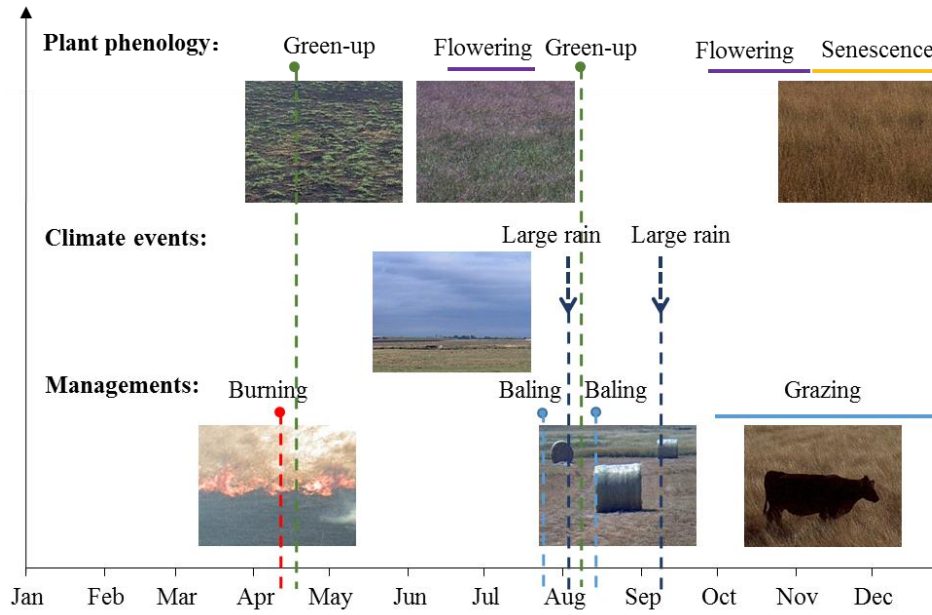 Plant phenology:
Green-up
Flowering
Green-up
Flowering
Senescence
Climate events:
Large rain
Large rain
Managements:
Burning
Baling
Baling
Grazing
Jan Feb Mar Apr May Jun Jul Aug Sep Oct Nov Dec